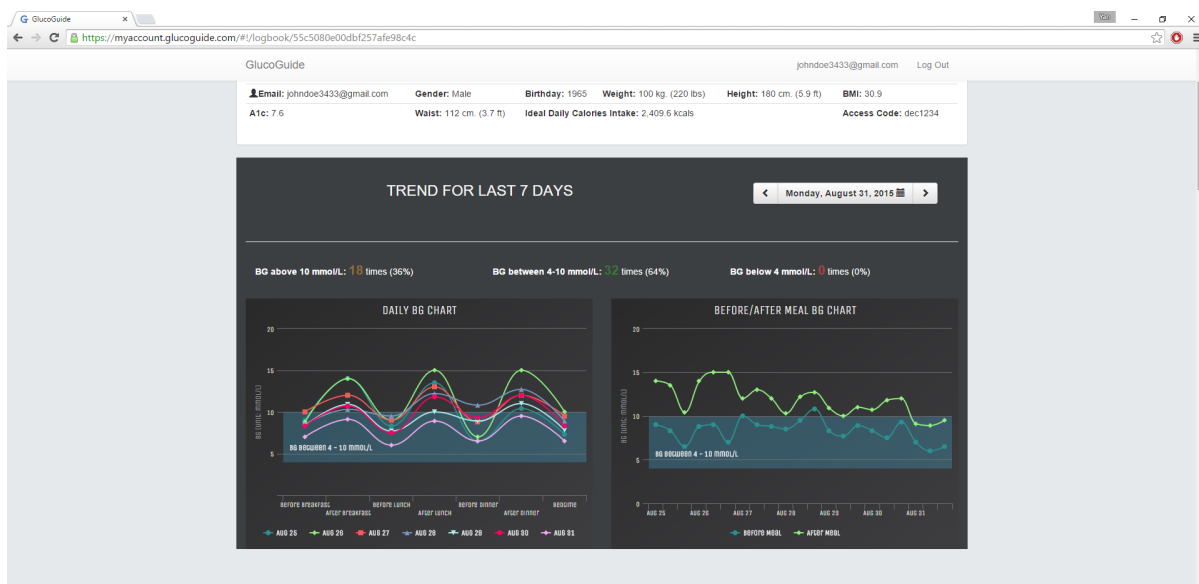 GlucoGuide
Yan
https://myaccount.glucoguide.com/#!/logbook/55c5080e00dbf257afe98c4c
GlucoGuide johndoe3433@gmail.com Log Out
Email: johndoe3433@gmail.com Gender: Male Birthday: 1965 Weight: 100 kg. (220 lbs) Height: 180 cm. (5.9 ft) BMI: 30.9
A1c: 7.6 Waist: 112 cm. (3.7 ft) Ideal Daily Calories Intake: 2,409.6 kcals Access Code: dec1234
TREND FOR LAST 7 DAYS
Monday, August 31, 2015
BG above 10 mmol/L: 18 times (36%) BG between 4-10 mmol/L: 32 times (64%) BG below 4 mmol/L: 0 times (0%)
DAILY BG CHART
20
15
10
5
BG (UNIT: MMOL/L)
BG BETWEEN 4 - 10 MMOL/L
BEFORE BREAKFAST AFTER BREAKFAST BEFORE LUNCH AFTER LUNCH BEFORE DINNER AFTER DINNER BEDTIME
AUG 25 AUG 26 AUG 27 AUG 28 AUG 29 AUG 30 AUG 31
BEFORE/AFTER MEAL BG CHART
20
15
10
5
0
BG (UNIT: MMOL/L)
BG BETWEEN 4 - 10 MMOL/L
AUG 25 AUG 26 AUG 27 AUG 28 AUG 29 AUG 30 AUG 31
BEFORE MEAL AFTER MEAL